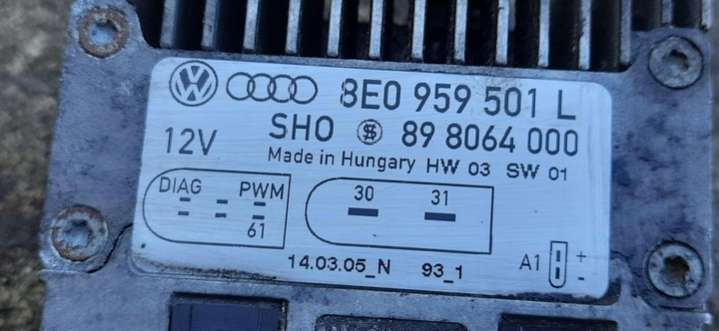 8E0 959 501 L
12V SHO 89 8064 000
Made in Hungary HW 03 SW 01
DIAG PWM 30 31
61
14.03.05_N 93_1 A1 + -